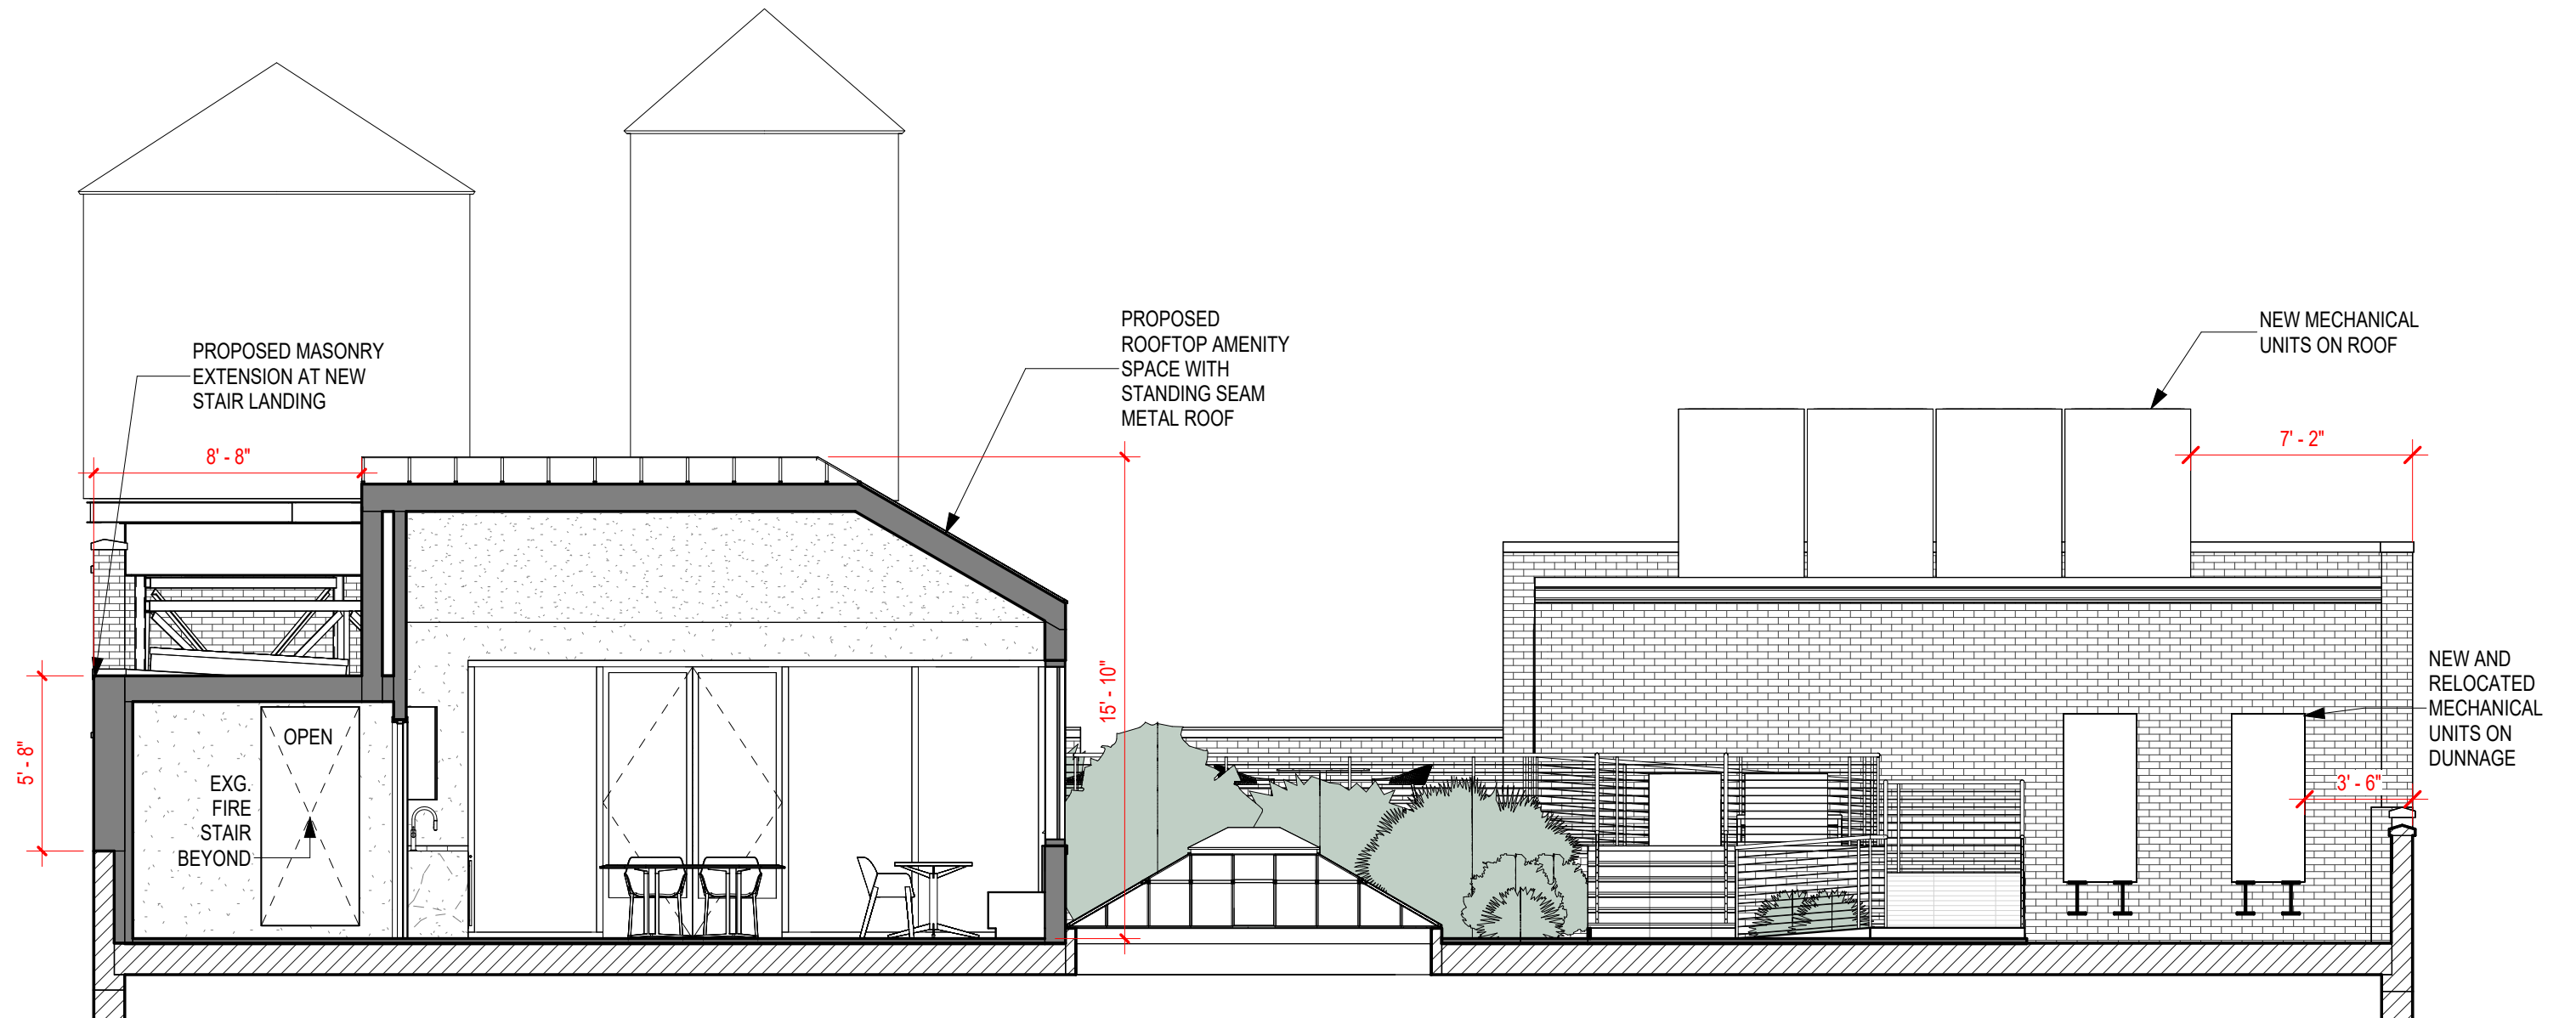 PROPOSED MASONRY
EXTENSION AT NEW
STAIR LANDING
8' - 8"
PROPOSED
ROOFTOP AMENITY
SPACE WITH
STANDING SEAM
METAL ROOF
NEW MECHANICAL
UNITS ON ROOF
7' - 2"
15' - 10"
NEW AND
RELOCATED
MECHANICAL
UNITS ON
DUNNAGE
3' - 6"
5' - 8"
OPEN
EXG.
FIRE
STAIR
BEYOND